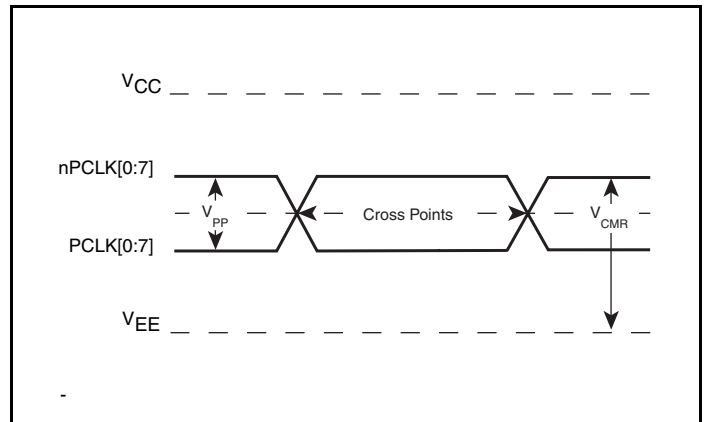 VCC
nPCLK[0:7]
VPP
Cross Points
VCMR
PCLK[0:7]
VEE
-